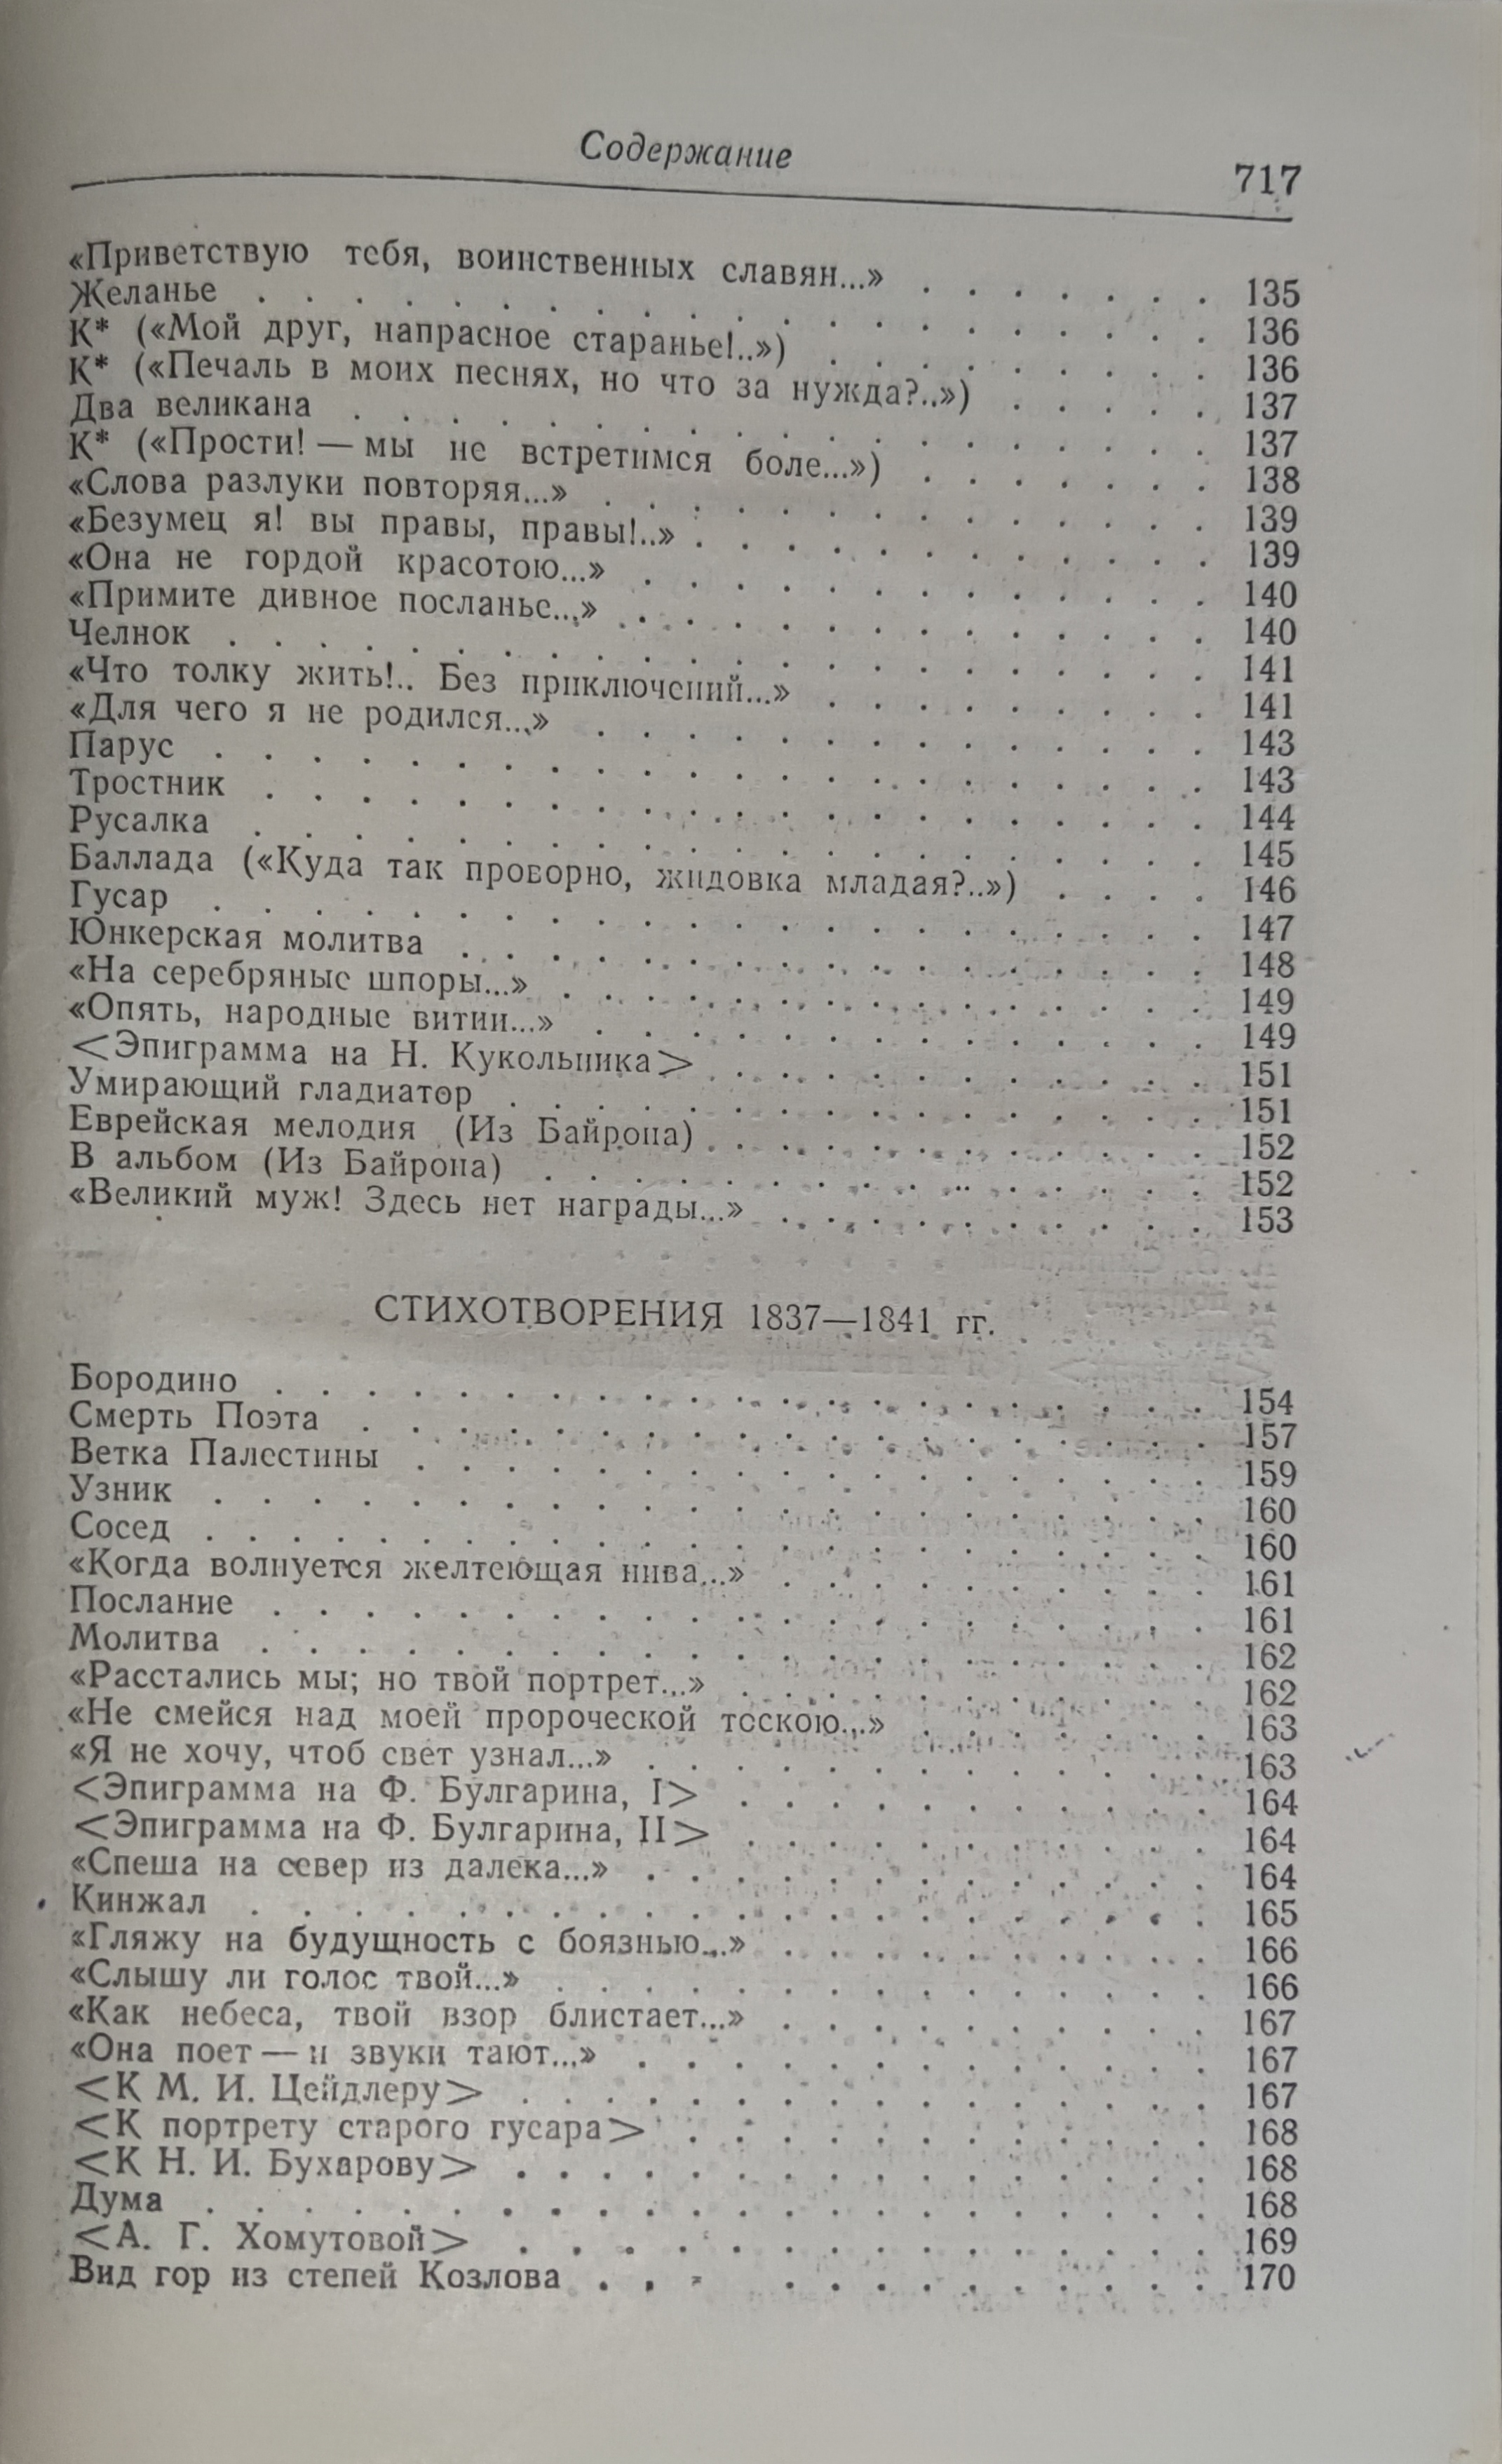 Содержание
717
«Приветствую тебя, воинственных славян...» . . . . . . . 135
Желанье . . . . . . . . . . . . . . . . . . . . 136
К* («Мой друг, напрасное старанье!..») . . . . . . . . . 136
К* («Печаль в моих песнях, но что за нужда?..») . . . . . 137
Два великана . . . . . . . . . . . . . . . . . . 137
К* («Прости! — мы не встретимся боле...») . . . . . . . 138
«Слова разлуки повторяя...» . . . . . . . . . . . . . 139
«Безумец я! вы правы, правы!..» . . . . . . . . . . . 139
«Она не гордой красотою...» . . . . . . . . . . . . . 140
«Примите дивное посланье...» . . . . . . . . . . . . . 140
Челнок . . . . . . . . . . . . . . . . . . . . . 141
«Что толку жить!.. Без приключений...» . . . . . . . . . 141
«Для чего я не родился...» . . . . . . . . . . . . . . 143
Парус . . . . . . . . . . . . . . . . . . . . . 143
Тростник . . . . . . . . . . . . . . . . . . . . 144
Русалка . . . . . . . . . . . . . . . . . . . . 145
Баллада («Куда так проворно, жидовка младая?..») . . . . 146
Гусар . . . . . . . . . . . . . . . . . . . . . 147
Юнкерская молитва . . . . . . . . . . . . . . . . 148
«На серебряные шпоры...» . . . . . . . . . . . . . . 149
«Опять, народные витии...» . . . . . . . . . . . . . . 149
<Эпиграмма на Н. Кукольника> . . . . . . . . . . . 151
Умирающий гладиатор . . . . . . . . . . . . . . . 151
Еврейская мелодия (Из Байрона) . . . . . . . . . . . 152
В альбом (Из Байрона) . . . . . . . . . . . . . . . 152
«Великий муж! Здесь нет награды...» . . . . . . . . . . 153
СТИХОТВОРЕНИЯ 1837—1841 гг.
Бородино . . . . . . . . . . . . . . . . . . . . 154
Смерть Поэта . . . . . . . . . . . . . . . . . . 157
Ветка Палестины . . . . . . . . . . . . . . . . . 159
Узник . . . . . . . . . . . . . . . . . . . . . 160
Сосед . . . . . . . . . . . . . . . . . . . . . 160
«Когда волнуется желтеющая нива...» . . . . . . . . . . 161
Послание . . . . . . . . . . . . . . . . . . . . 161
Молитва . . . . . . . . . . . . . . . . . . . . 162
«Расстались мы; но твой портрет...» . . . . . . . . . . 162
«Не смейся над моей пророческой тоскою...» . . . . . . . 163
«Я не хочу, чтоб свет узнал...» . . . . . . . . . . . . . 163
<Эпиграмма на Ф. Булгарина, I> . . . . . . . . . . . 164
<Эпиграмма на Ф. Булгарина, II> . . . . . . . . . . . 164
«Спеша на север из далека...» . . . . . . . . . . . . . 164
Кинжал . . . . . . . . . . . . . . . . . . . . . 165
«Гляжу на будущность с боязнью...» . . . . . . . . . . 166
«Слышу ли голос твой...» . . . . . . . . . . . . . . 166
«Как небеса, твой взор блистает...» . . . . . . . . . . 167
«Она поет — и звуки тают...» . . . . . . . . . . . . . 167
<К М. И. Цейдлеру> . . . . . . . . . . . . . . . 167
<К портрету старого гусара> . . . . . . . . . . . . 168
<К Н. И. Бухарову> . . . . . . . . . . . . . . . 168
Дума . . . . . . . . . . . . . . . . . . . . . 168
<А. Г. Хомутовой> . . . . . . . . . . . . . . . 169
Вид гор из степей Козлова . . . . . . . . . . . . . 170